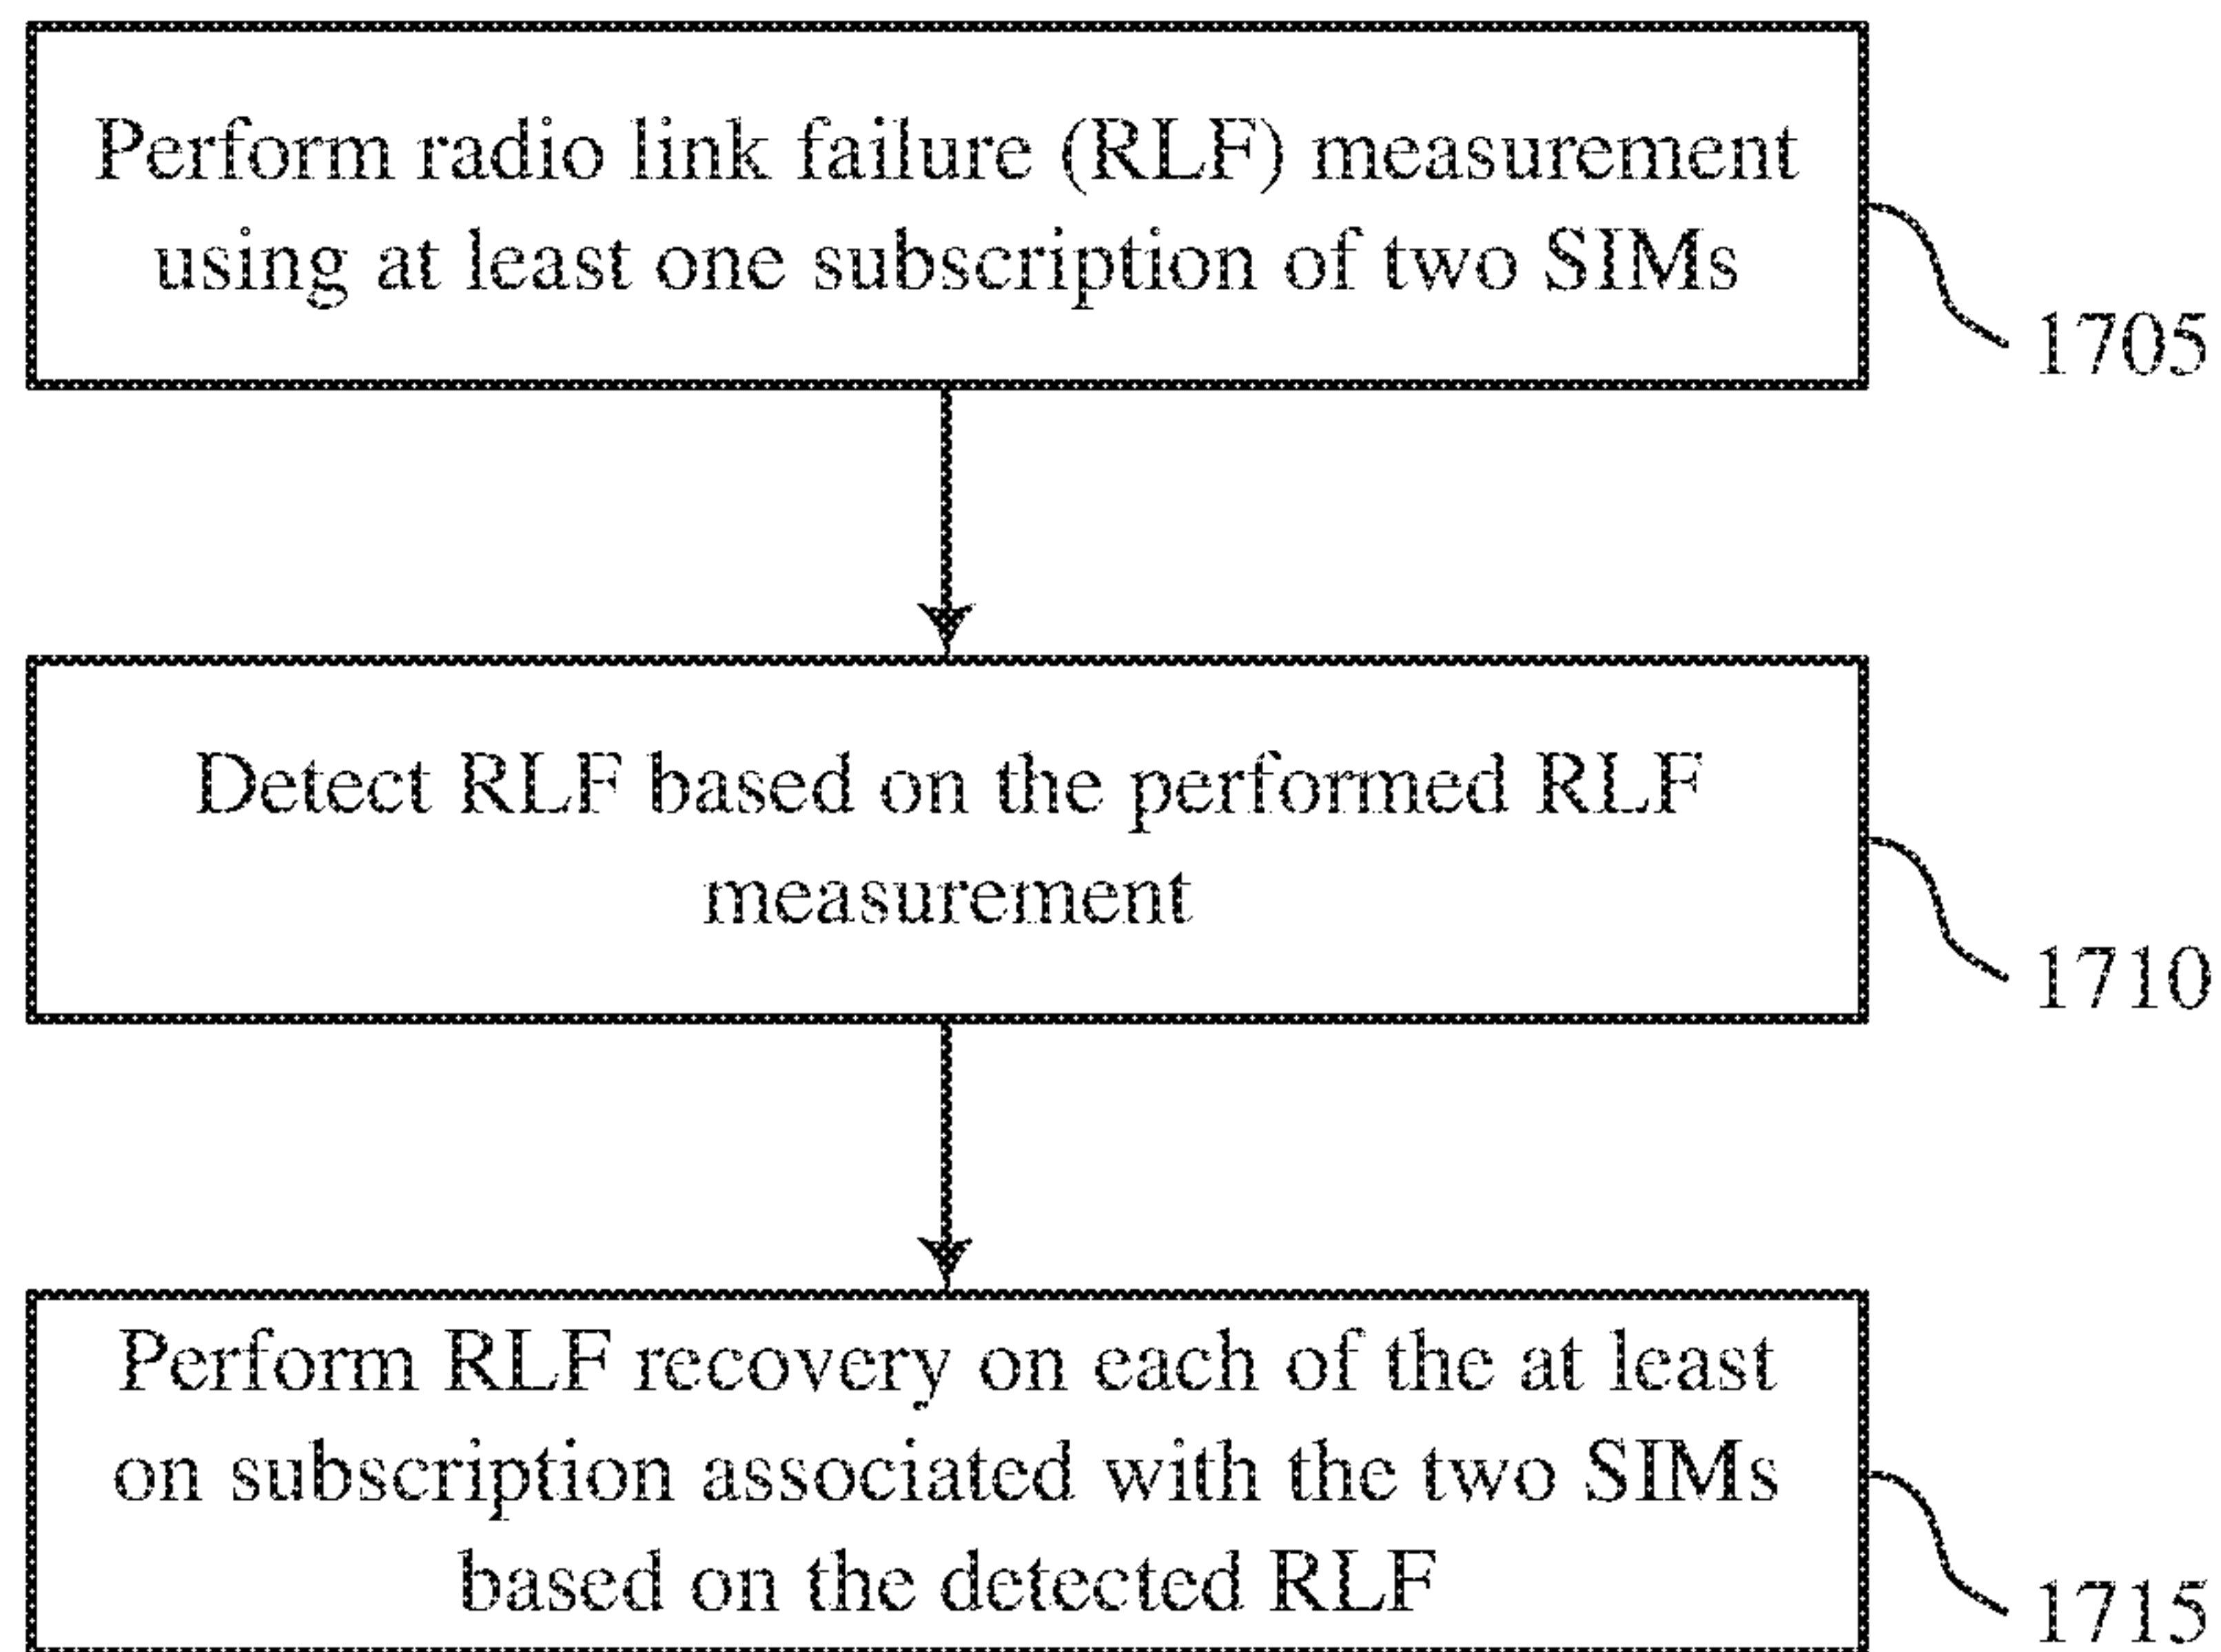 Perform radio link failure (RLF) measurement
using at least one subscription of two SIMs
1705
Detect RLF based on the performed RLF
measurement
1710
Perform RLF recovery on each of the at least
on subscription associated with the two SIMs
based on the detected RLF
1715